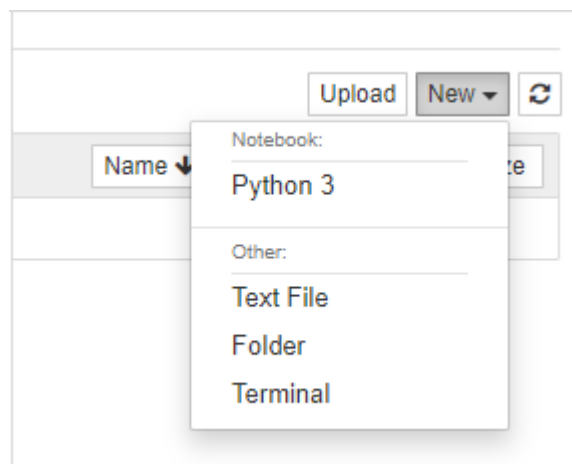 Upload New
Notebook:
Name
Python 3
Other:
Text File
Folder
Terminal